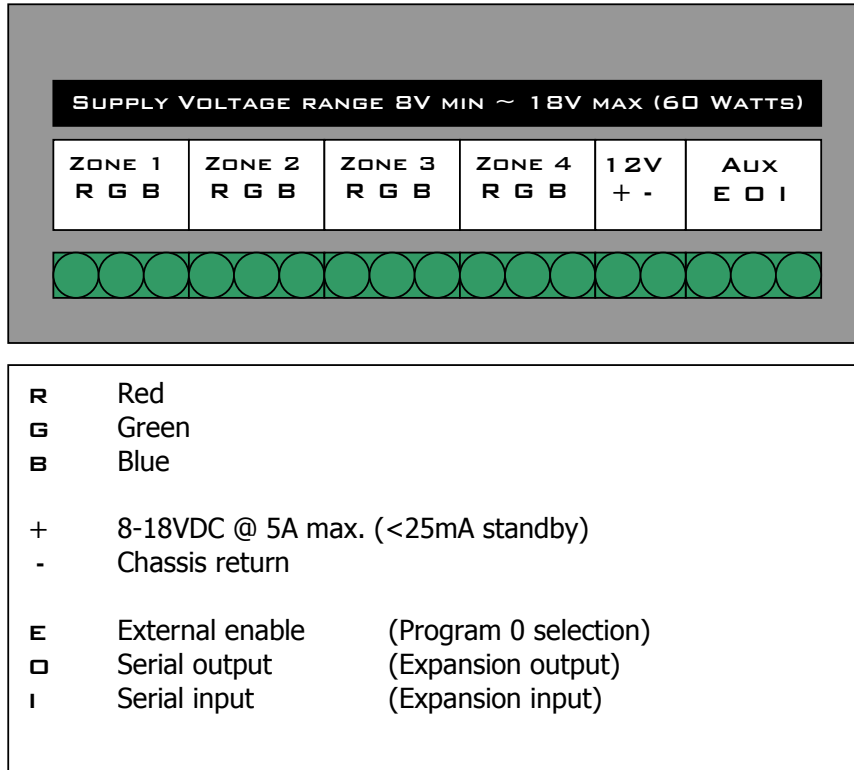 SUPPLY VOLTAGE RANGE 8V MIN ~ 18V MAX (60 WATTS)
ZONE 1 ZONE 2 ZONE 3 ZONE 4 12V AUX
R G B R G B R G B R G B + - E O I
R Red
G Green
B Blue
+ 8-18VDC @ 5A max. (<25mA standby)
- Chassis return
E External enable (Program 0 selection)
O Serial output (Expansion output)
I Serial input (Expansion input)